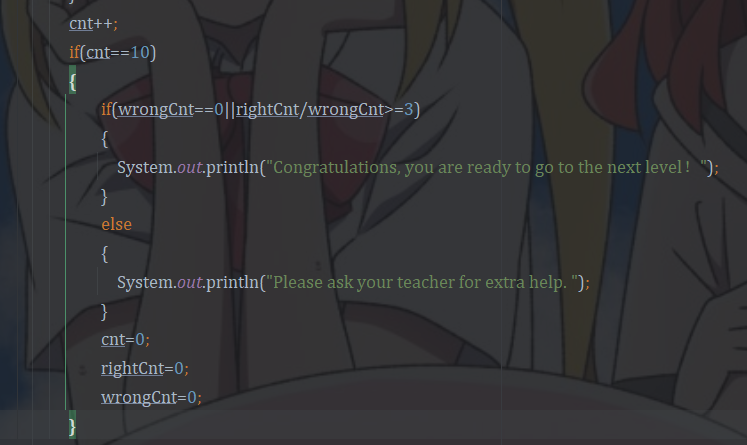 }
cnt++;
if(cnt==10)
{
if(wrongCnt==0||rightCnt/wrongCnt>=3)
{
System.out.println("Congratulations, you are ready to go to the next level！ ");
}
else
{
System.out.println("Please ask your teacher for extra help. ");
}
cnt=0;
rightCnt=0;
wrongCnt=0;
}